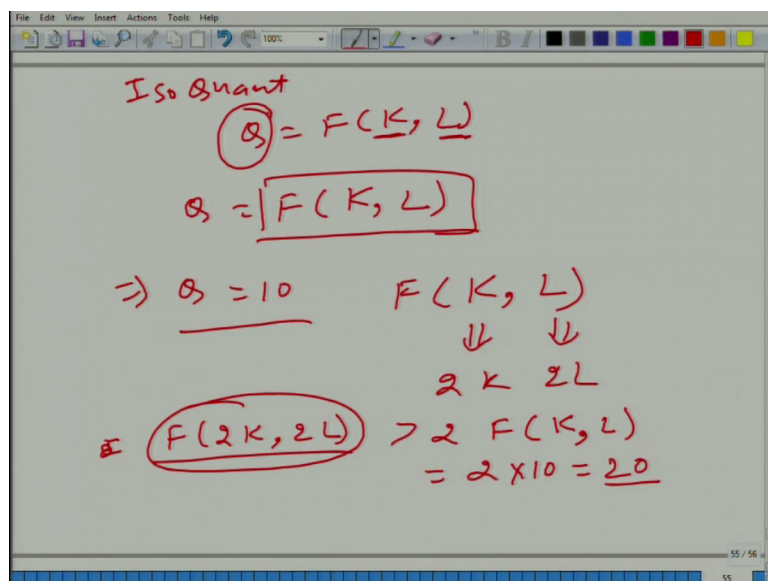 File Edit View Insert Actions Tools Help
100% B I
Iso Quant
Q = F(K, L)
Q = F(K, L)
⇒ Q = 10 F(K, L)
⇓ ⇓
2K 2L
F(2K, 2L) > 2 F(K, L)
= 2 × 10 = 20
55 / 56
55